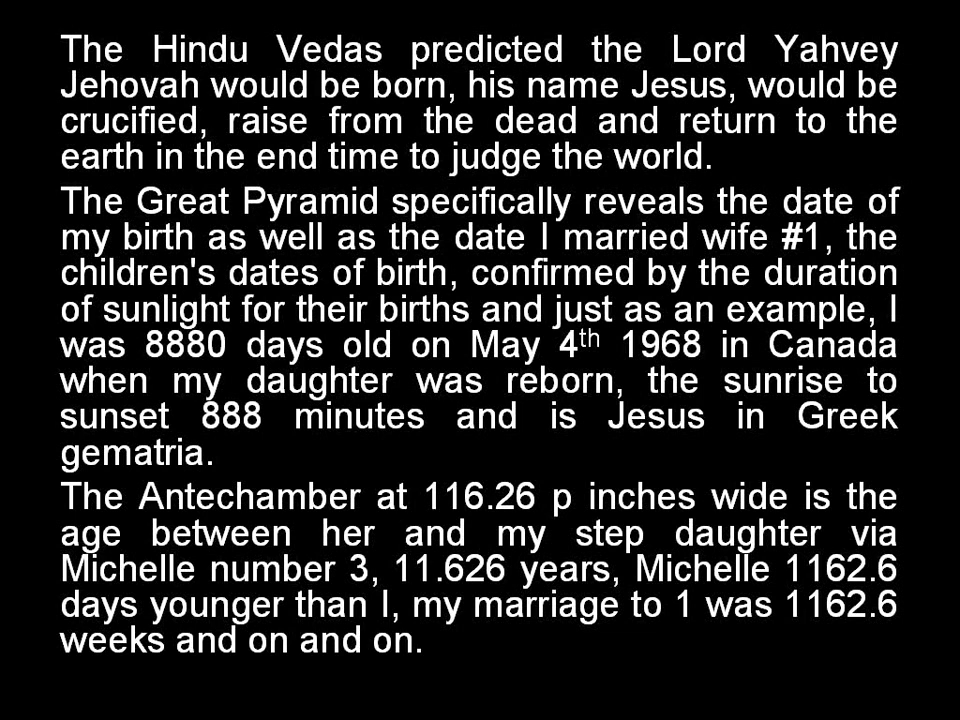 The Hindu Vedas predicted the Lord Yahvey
Jehovah would be born, his name Jesus, would be
crucified, raise from the dead and return to the
earth in the end time to judge the world.
The Great Pyramid specifically reveals the date of
my birth as well as the date I married wife #1, the
children's dates of birth, confirmed by the duration
of sunlight for their births and just as an example, I
was 8880 days old on May 4th 1968 in Canada
when my daughter was reborn, the sunrise to
sunset 888 minutes and is Jesus in Greek
gematria.
The Antechamber at 116.26 p inches wide is the
age between her and my step daughter via
Michelle number 3, 11.626 years, Michelle 1162.6
days younger than I, my marriage to 1 was 1162.6
weeks and on and on.